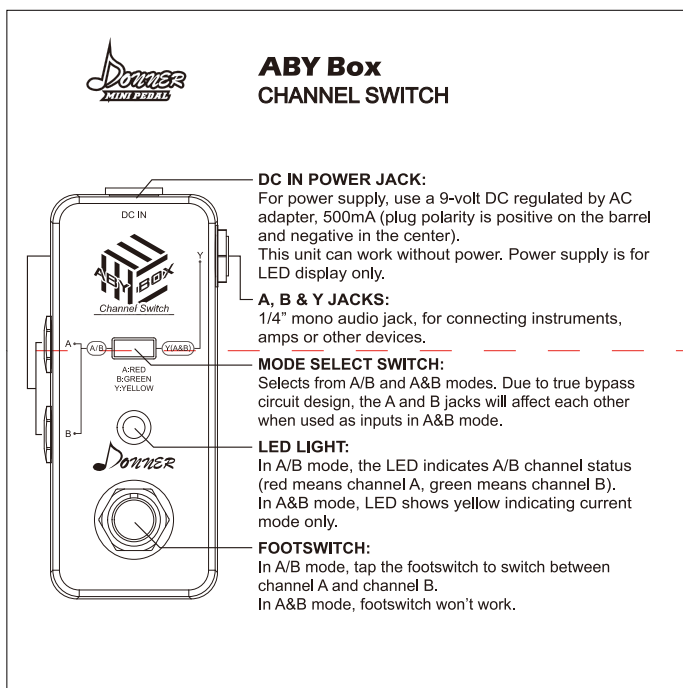 DONNER
MINI PEDAL
ABY Box
CHANNEL SWITCH
DC IN POWER JACK:
For power supply, use a 9-volt DC regulated by AC
adapter, 500mA (plug polarity is positive on the barrel
and negative in the center).
This unit can work without power. Power supply is for
LED display only.
A, B & Y JACKS:
1/4” mono audio jack, for connecting instruments,
amps or other devices.
MODE SELECT SWITCH:
Selects from A/B and A&B modes. Due to true bypass
circuit design, the A and B jacks will affect each other
when used as inputs in A&B mode.
LED LIGHT:
In A/B mode, the LED indicates A/B channel status
(red means channel A, green means channel B).
In A&B mode, LED shows yellow indicating current
mode only.
FOOTSWITCH:
In A/B mode, tap the footswitch to switch between
channel A and channel B.
In A&B mode, footswitch won’t work.
DC IN
ABY BOX
Channel Switch
Y
A
A/B
Y(A&B)
A:RED
B:GREEN
Y:YELLOW
B
DONNER